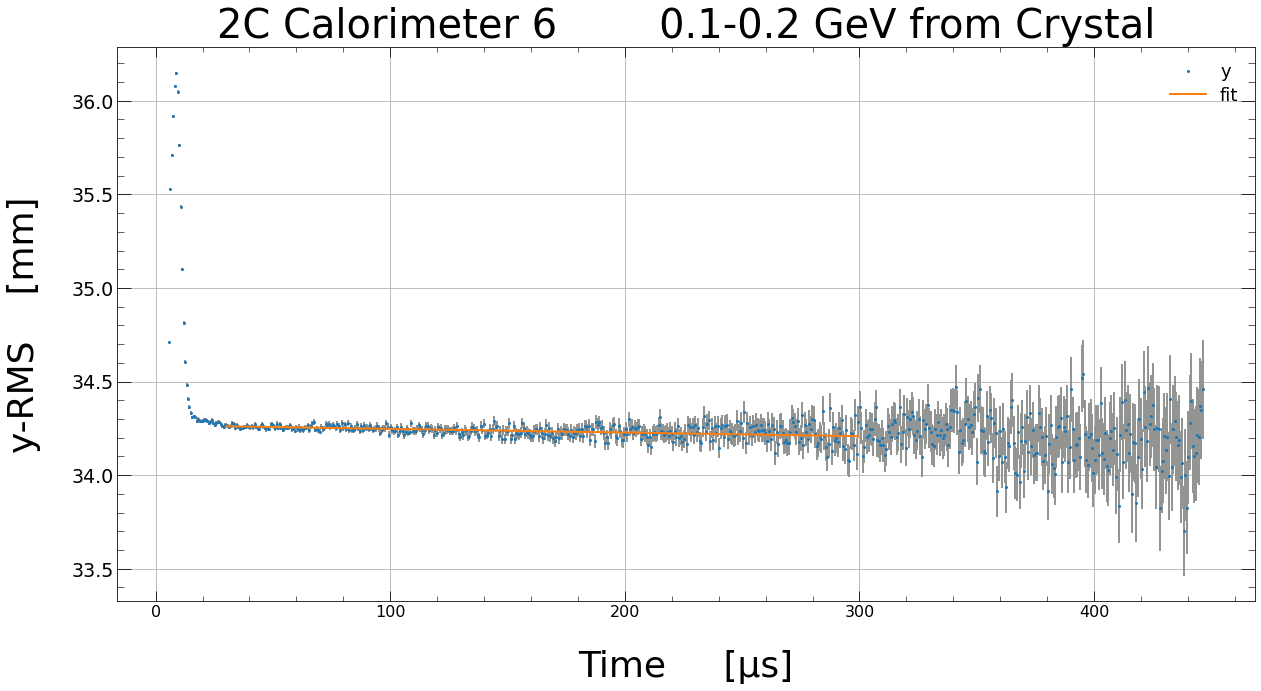 2C Calorimeter 6 0.1-0.2 GeV from Crystal
y
fit
36.0
35.5
35.0
34.5
34.0
33.5
y-RMS [mm]
0 100 200 300 400
Time [µs]